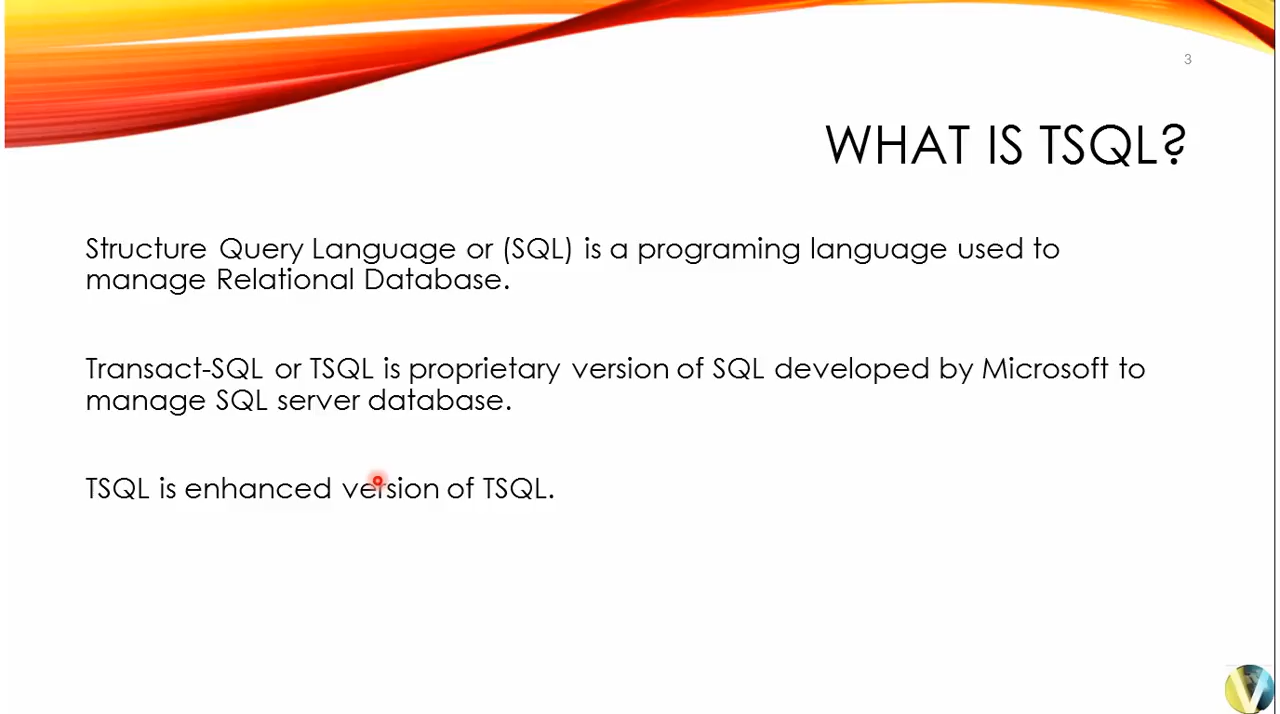 3
WHAT IS TSQL?
Structure Query Language or (SQL) is a programing language used to
manage Relational Database.
Transact-SQL or TSQL is proprietary version of SQL developed by Microsoft to
manage SQL server database.
TSQL is enhanced version of TSQL.
V